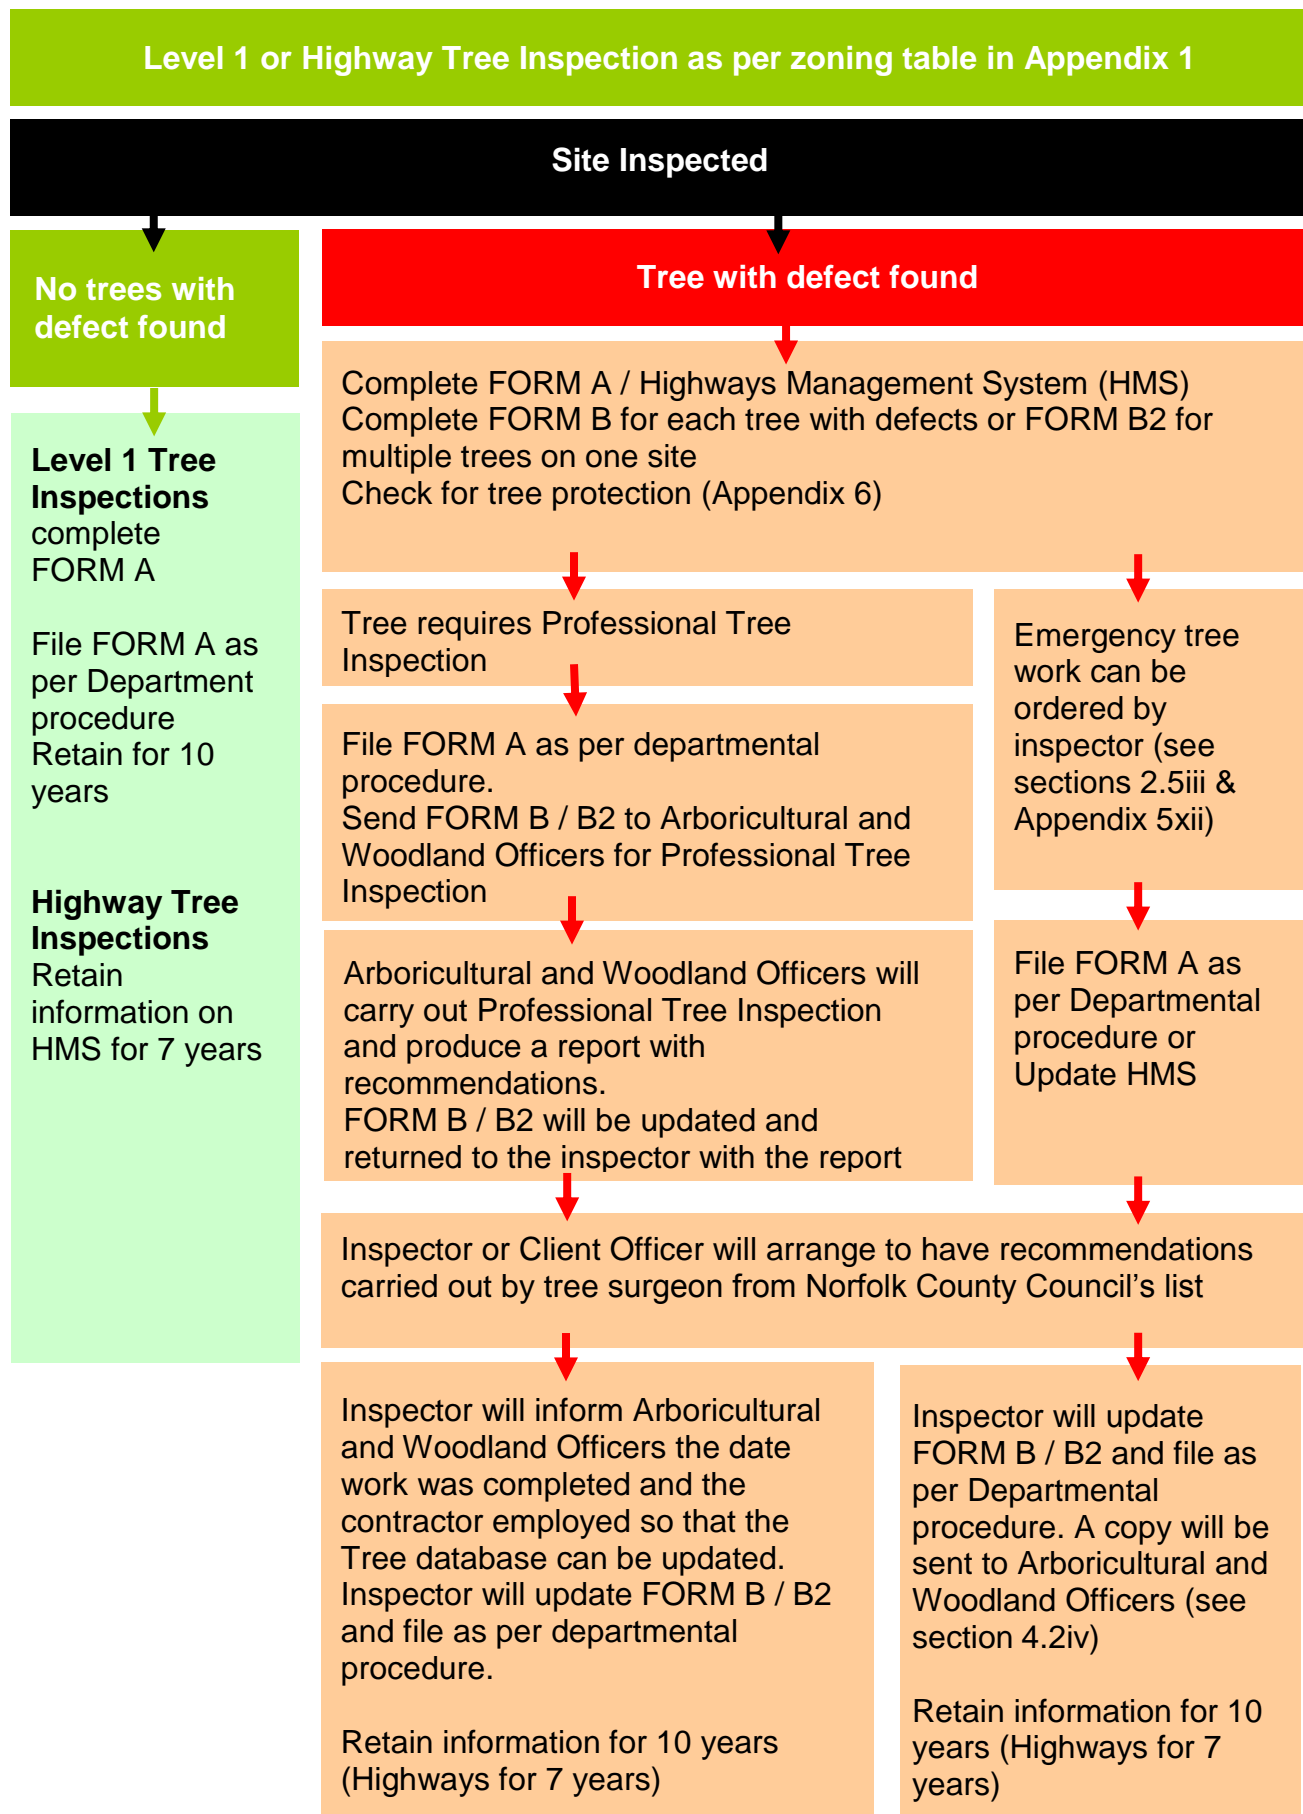 Level 1 or Highway Tree Inspection as per zoning table in Appendix 1
Site Inspected
No trees with
defect found
Level 1 Tree
Inspections
complete
FORM A
File FORM A as
per Department
procedure
Retain for 10
years
Highway Tree
Inspections
Retain
information on
HMS for 7 years
Tree with defect found
Complete FORM A / Highways Management System (HMS)
Complete FORM B for each tree with defects or FORM B2 for
multiple trees on one site
Check for tree protection (Appendix 6)
Tree requires Professional Tree
Inspection
File FORM A as per departmental
procedure.
Send FORM B / B2 to Arboricultural and
Woodland Officers for Professional Tree
Inspection
Arboricultural and Woodland Officers will
carry out Professional Tree Inspection
and produce a report with
recommendations.
FORM B / B2 will be updated and
returned to the inspector with the report
Emergency tree
work can be
ordered by
inspector (see
sections 2.5iii &
Appendix 5xii)
File FORM A as
per Departmental
procedure or
Update HMS
Inspector or Client Officer will arrange to have recommendations
carried out by tree surgeon from Norfolk County Council's list
Inspector will inform Arboricultural
and Woodland Officers the date
work was completed and the
contractor employed so that the
Tree database can be updated.
Inspector will update FORM B / B2
and file as per departmental
procedure.
Retain information for 10 years
(Highways for 7 years)
Inspector will update
FORM B / B2 and file as
per Departmental
procedure. A copy will be
sent to Arboricultural and
Woodland Officers (see
section 4.2iv)
Retain information for 10
years (Highways for 7
years)